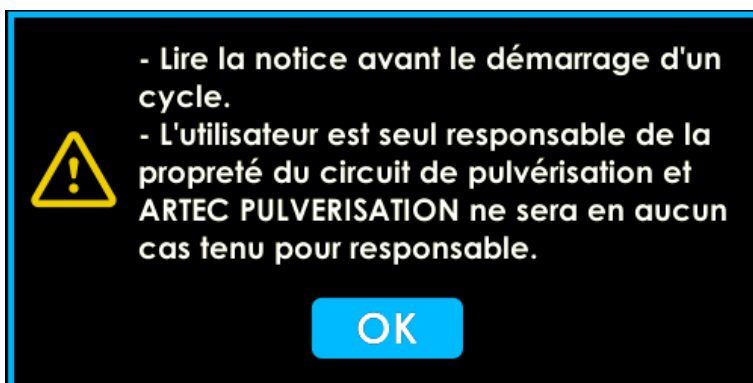 - Lire la notice avant le démarrage d'un
cycle.
- L'utilisateur est seul responsable de la
propreté du circuit de pulvérisation et
ARTEC PULVERISATION ne sera en aucun
cas tenu pour responsable.
OK